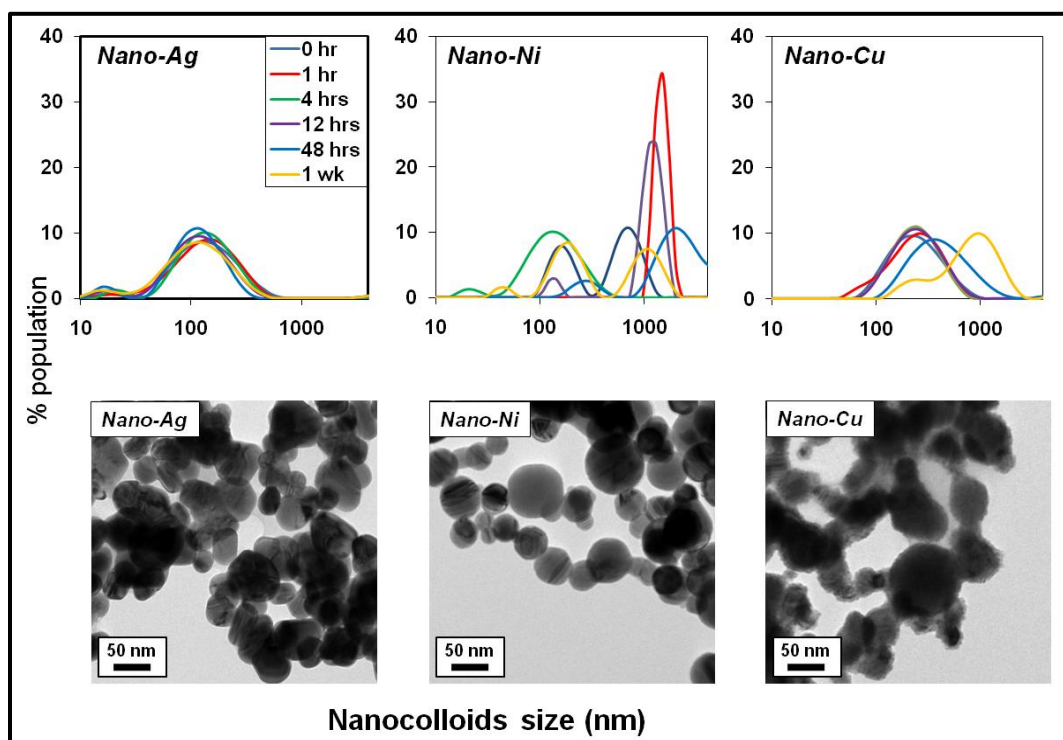 % population
Nano-Ag
40
30
20
10
0
10 100 1000
0 hr
1 hr
4 hrs
12 hrs
48 hrs
1 wk
Nano-Ni
40
30
20
10
0
10 100 1000
Nano-Cu
40
30
20
10
0
10 100 1000
Nano-Ag
50 nm
Nano-Ni
50 nm
Nano-Cu
50 nm
Nanocolloids size (nm)